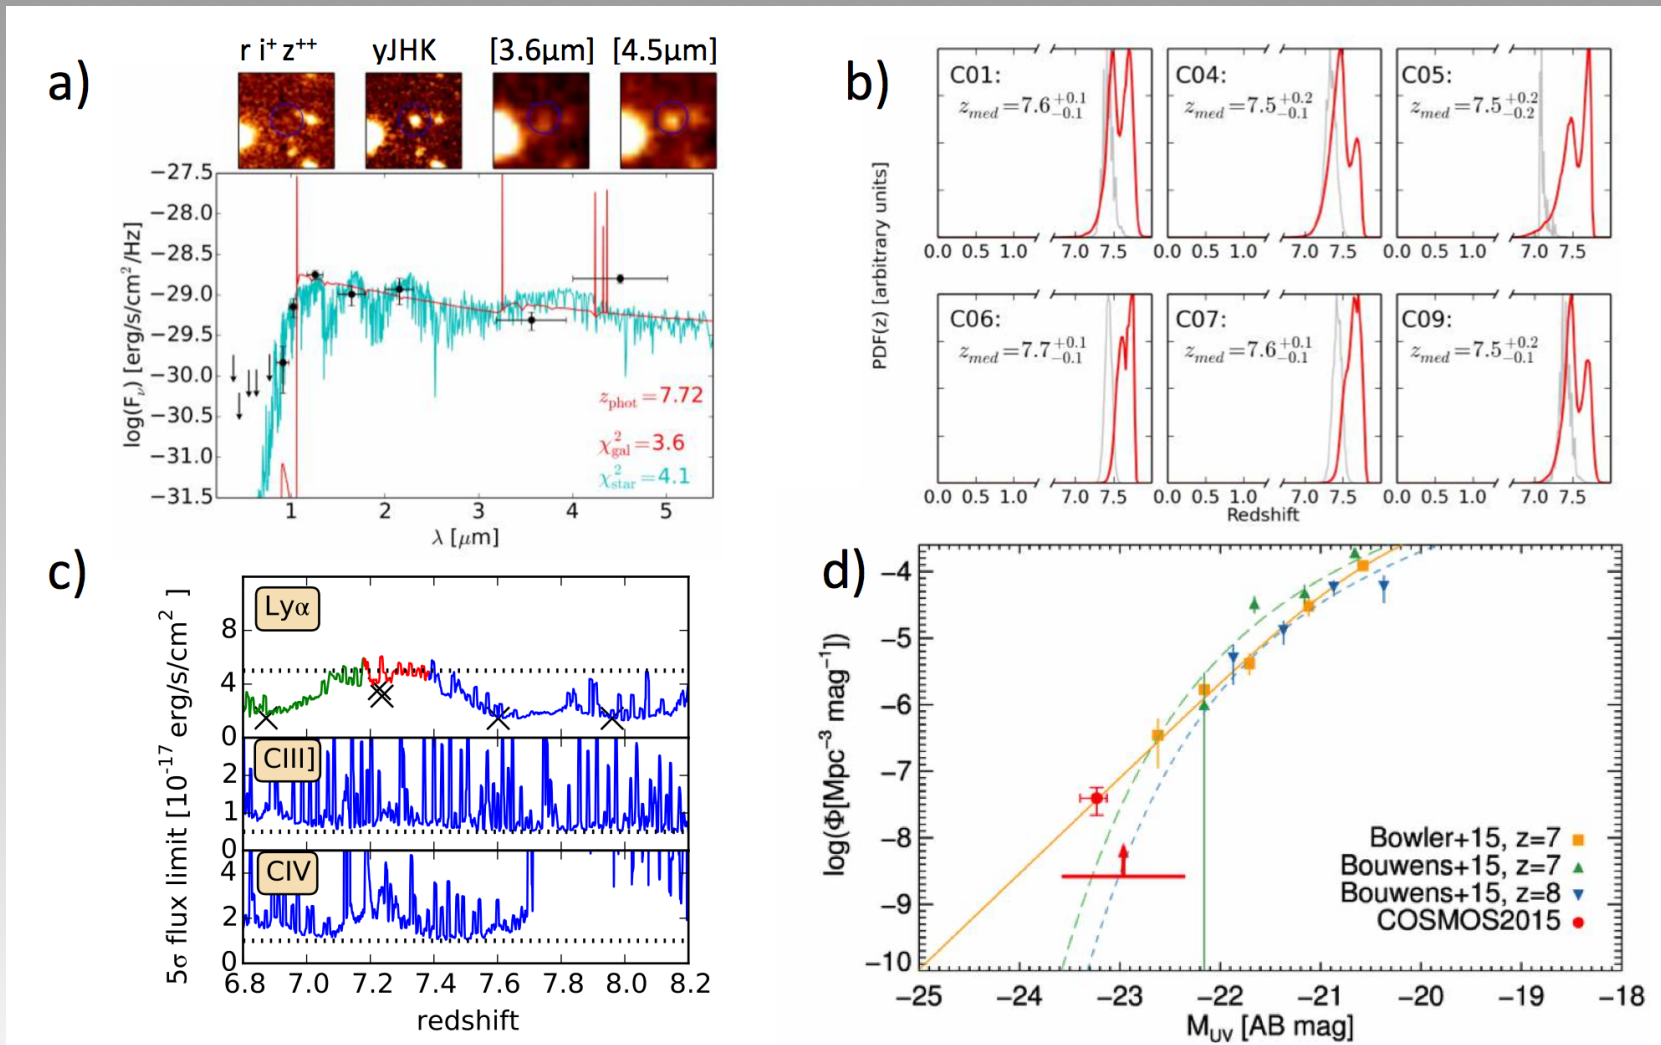 a)
r i⁺ z⁺⁺
yJHK
[3.6μm]
[4.5μm]
−27.5
−28.0
−28.5
−29.0
−29.5
−30.0
−30.5
−31.0
−31.5
log(Fν) [erg/s/cm²/Hz]
z_phot = 7.72
χ²_gal = 3.6
χ²_star = 4.1
1 2 3 4 5
λ [μm]
b)
PDF(z) [arbitrary units]
C01:
z_med = 7.6 +0.1 −0.1
C04:
z_med = 7.5 +0.2 −0.1
C05:
z_med = 7.5 +0.2 −0.2
0.0 0.5 1.0 7.0 7.5 0.0 0.5 1.0 7.0 7.5 0.0 0.5 1.0 7.0 7.5
C06:
z_med = 7.7 +0.1 −0.1
C07:
z_med = 7.6 +0.1 −0.1
C09:
z_med = 7.5 +0.2 −0.1
0.0 0.5 1.0 7.0 7.5 0.0 0.5 1.0 7.0 7.5 0.0 0.5 1.0 7.0 7.5
Redshift
c)
5σ flux limit [10⁻¹⁷ erg/s/cm² ]
Lyα
8
4
0
CIII]
2
1
0
CIV
4
2
0
6.8 7.0 7.2 7.4 7.6 7.8 8.0 8.2
redshift
d)
log(Φ[Mpc⁻³ mag⁻¹])
−4
−5
−6
−7
−8
−9
−10
Bowler+15, z=7
Bouwens+15, z=7
Bouwens+15, z=8
COSMOS2015
−25 −24 −23 −22 −21 −20 −19 −18
M_UV [AB mag]